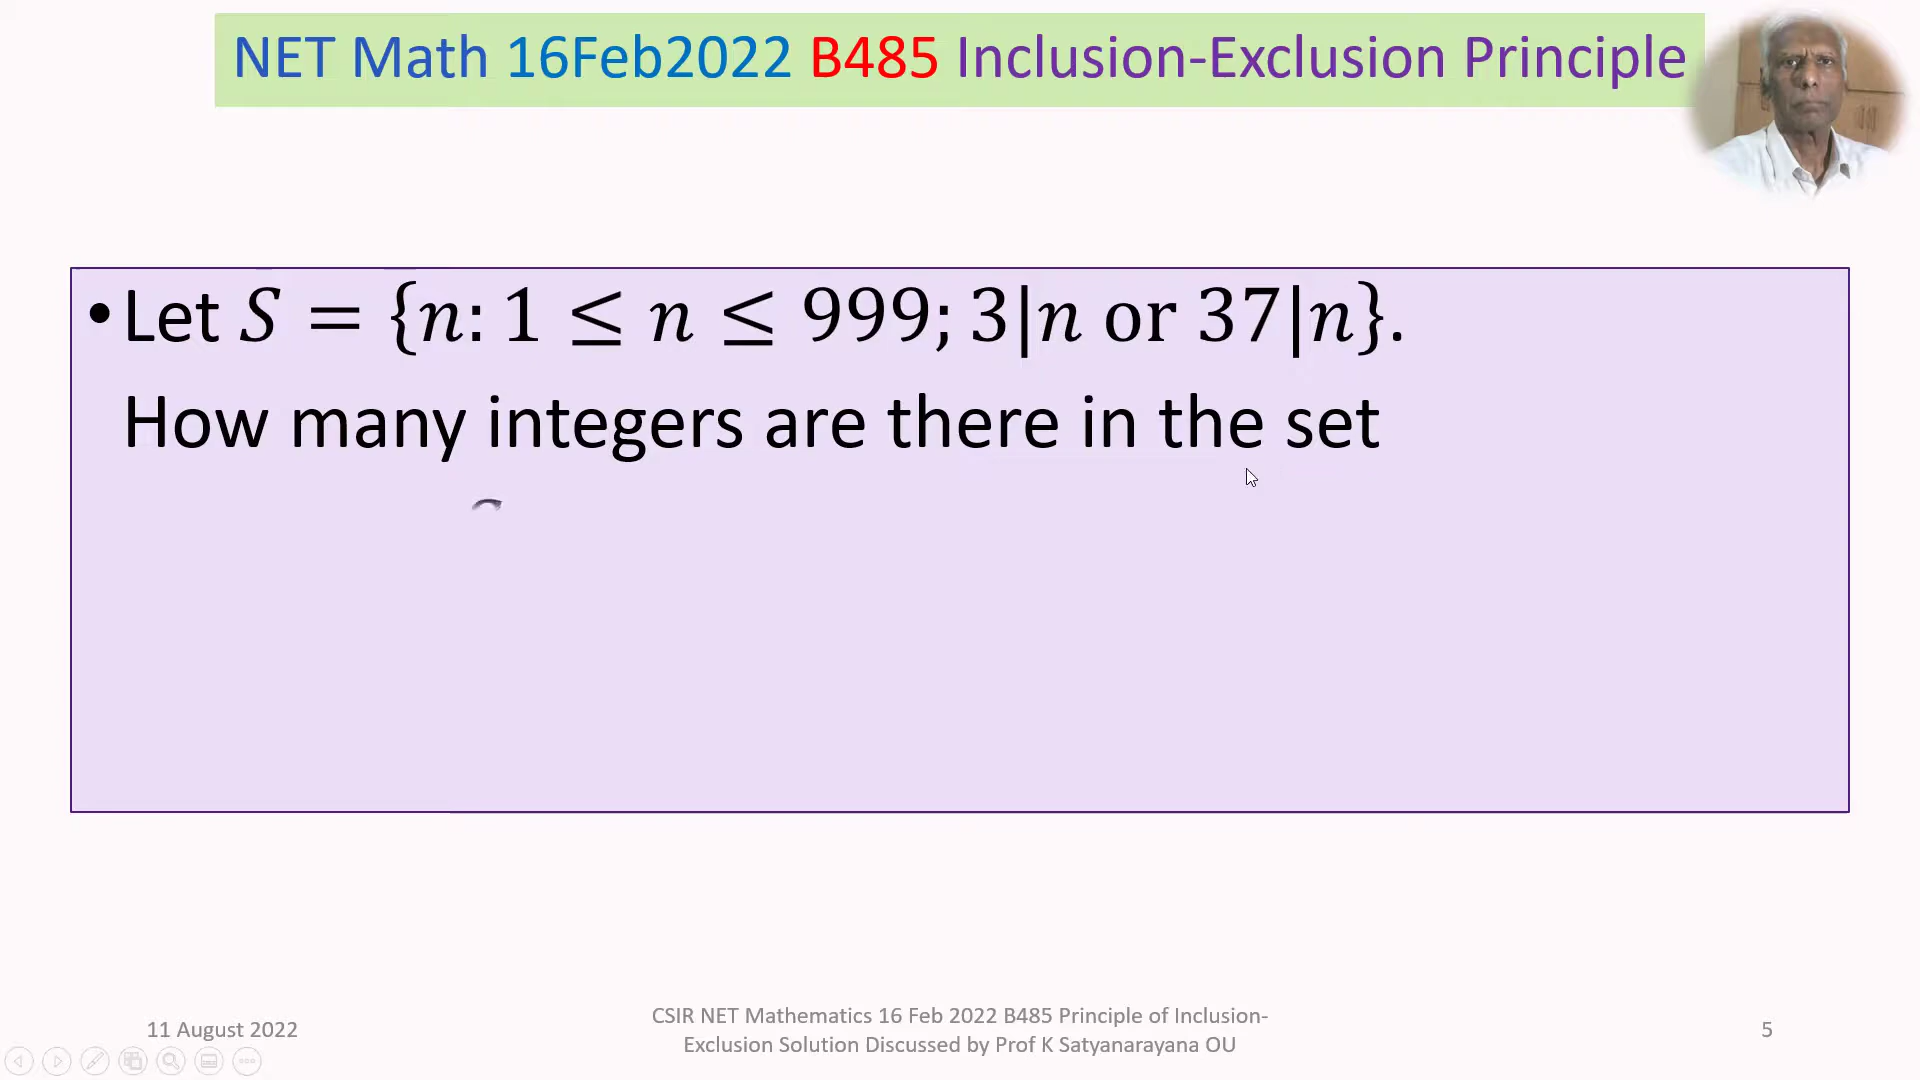 NET Math 16Feb2022 B485 Inclusion-Exclusion Principle
•Let S = {n: 1 ≤ n ≤ 999; 3|n or 37|n}.
How many integers are there in the set
11 August 2022
CSIR NET Mathematics 16 Feb 2022 B485 Principle of Inclusion-
Exclusion Solution Discussed by Prof K Satyanarayana OU
5